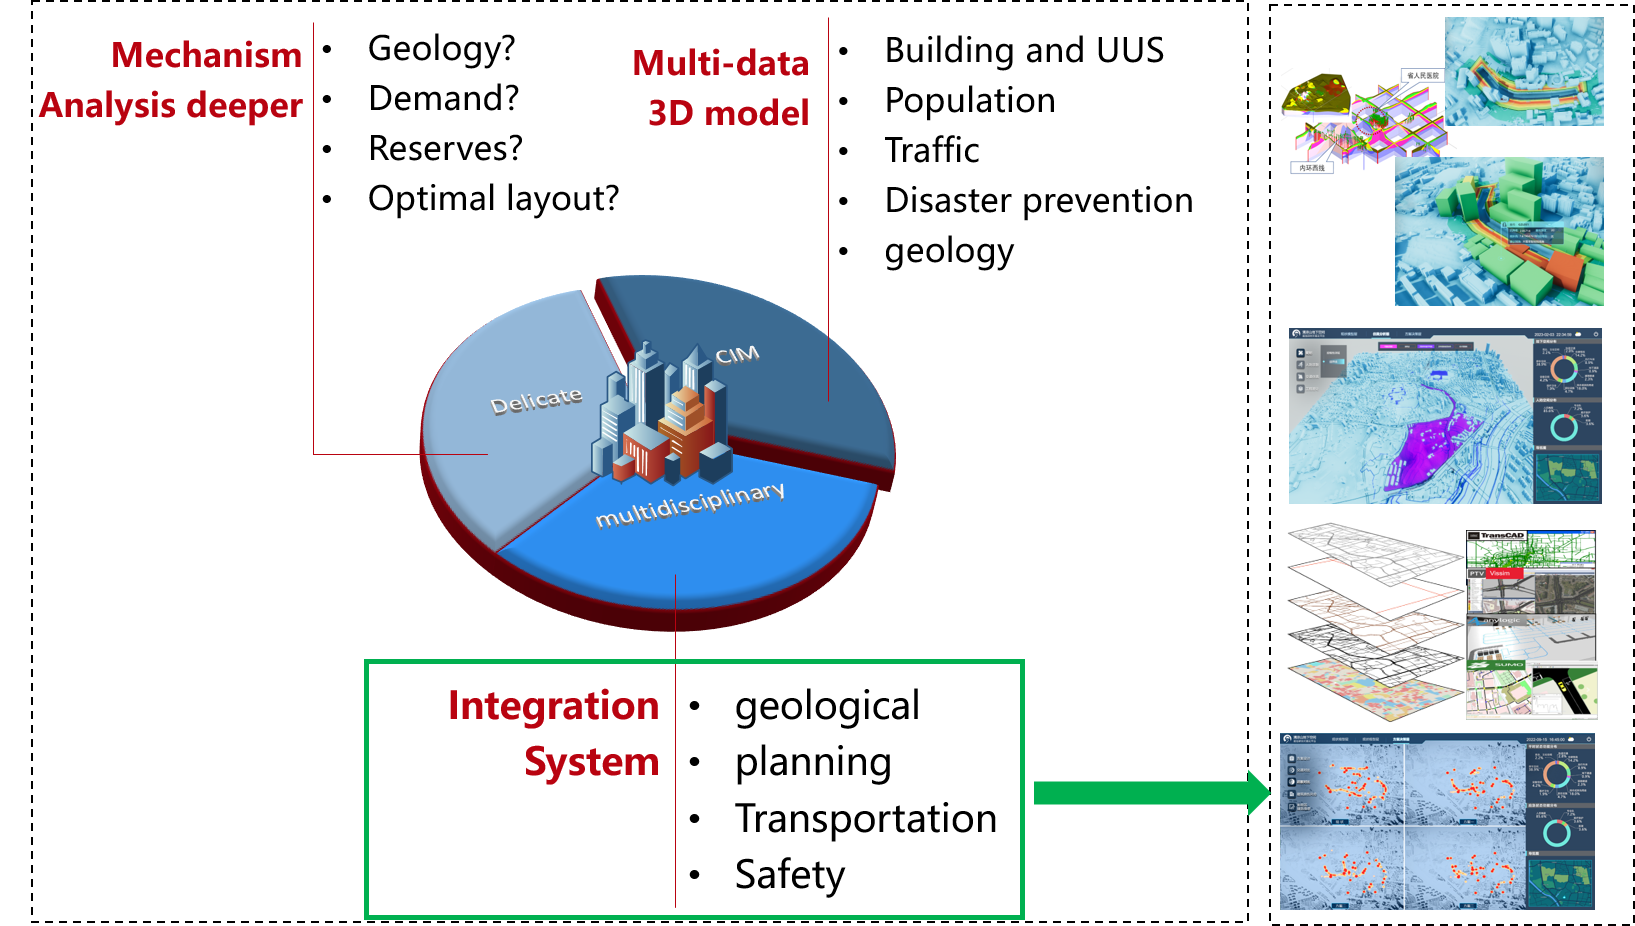 Mechanism
Analysis deeper
• Geology?
• Demand?
• Reserves?
• Optimal layout?
Multi-data
3D model
• Building and UUS
• Population
• Traffic
• Disaster prevention
• geology
Delicate
CIM
multidisciplinary
Integration
System
• geological
• planning
• Transportation
• Safety
省人民医院
内环西线
TransCAD
PTV Vissim
anylogic
SUMO